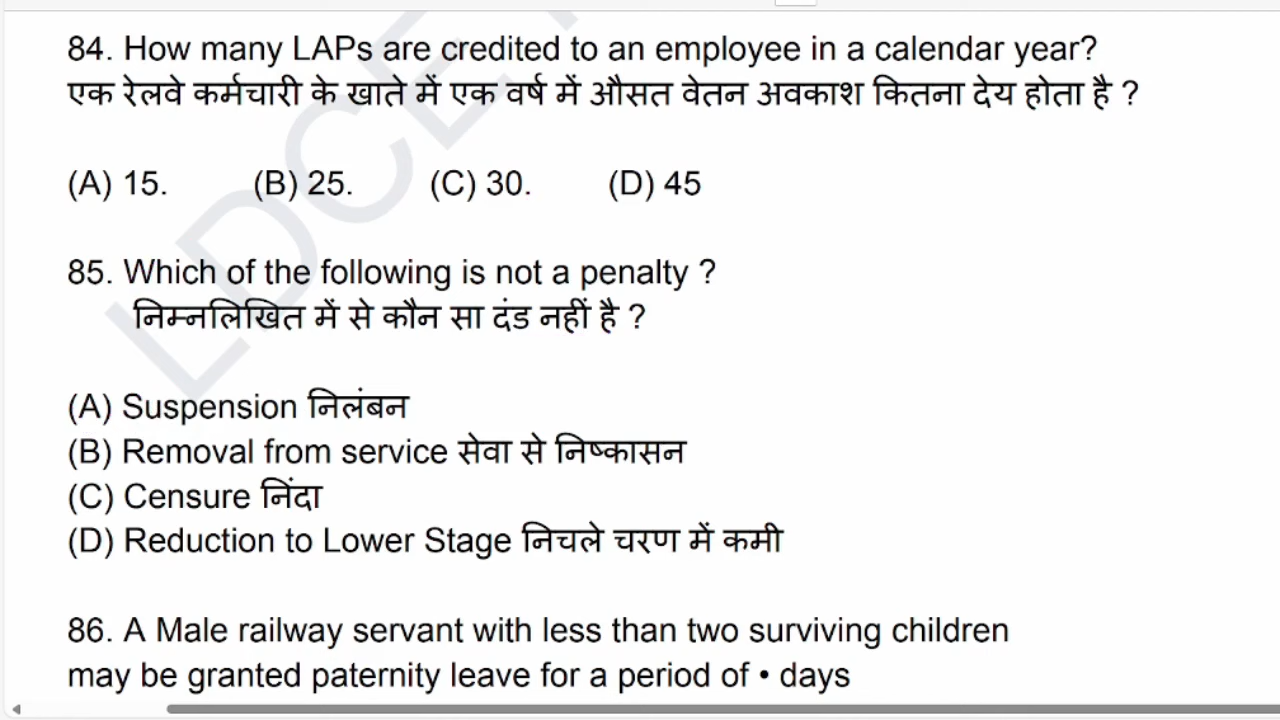 84. How many LAPs are credited to an employee in a calendar year?
एक रेलवे कर्मचारी के खाते में एक वर्ष में औसत वेतन अवकाश कितना देय होता है ?
(A) 15. (B) 25. (C) 30. (D) 45
85. Which of the following is not a penalty ?
निम्नलिखित में से कौन सा दंड नहीं है ?
(A) Suspension निलंबन
(B) Removal from service सेवा से निष्कासन
(C) Censure निंदा
(D) Reduction to Lower Stage निचले चरण में कमी
86. A Male railway servant with less than two surviving children
may be granted paternity leave for a period of • days
LDCE